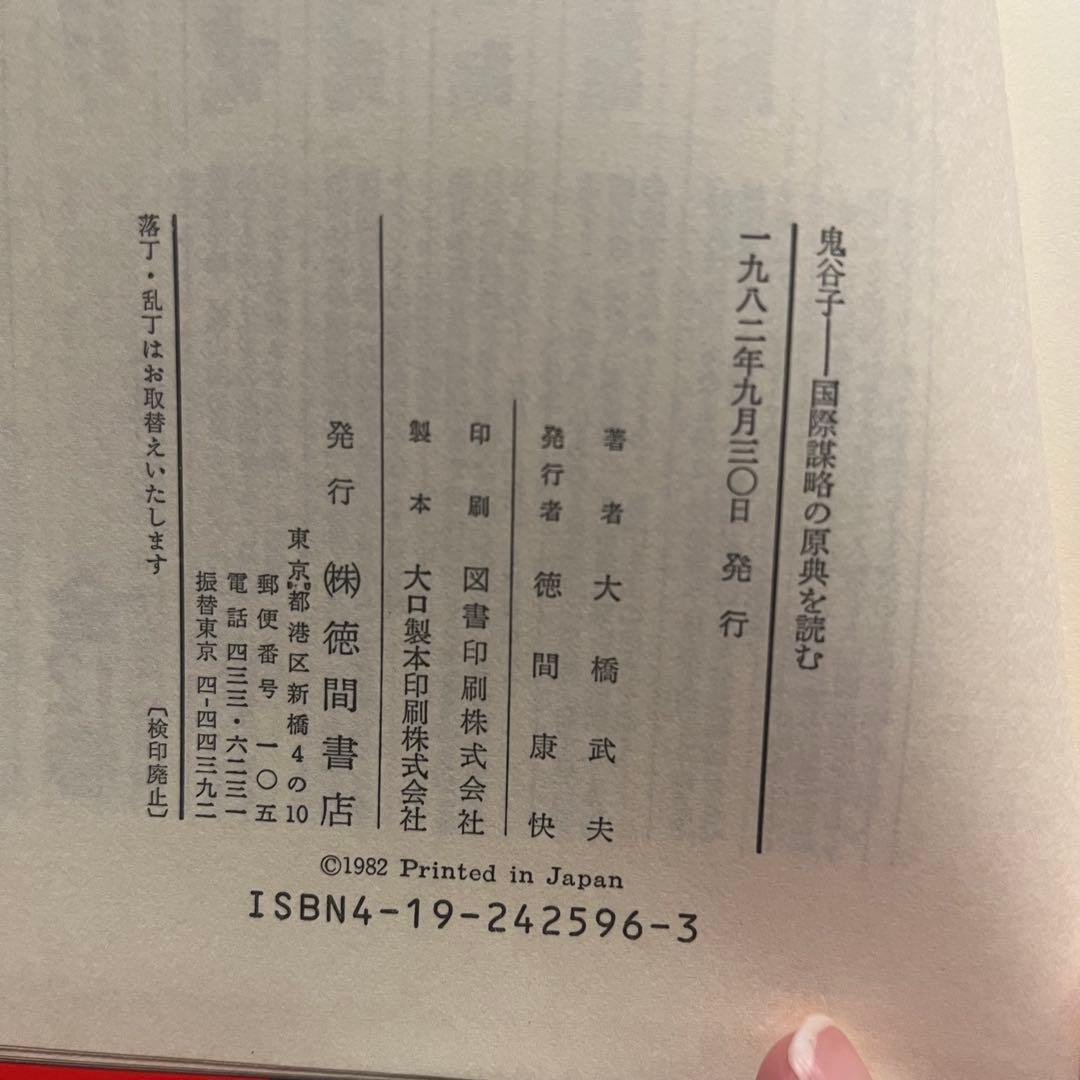 鬼谷子――国際謀略の原典を読む
一九八二年九月三〇日 発行
著者 大橋武夫
発行者 徳間康快
印刷 図書印刷株式会社
製本 大口製本印刷株式会社
発行 ㈱徳間書店
東京都港区新橋4の10
郵便番号 一〇五
電話 四三三・六二三一
振替東京 四-四四三九二
落丁・乱丁はお取替えいたします 〔検印廃止〕
©1982 Printed in Japan
ISBN4-19-242596-3